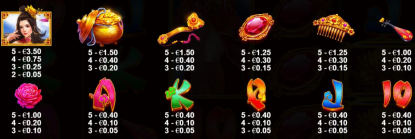 5 - €3.50
4 - €0.75
3 - €0.25
2 - €0.05
5 - €1.50
4 - €0.40
3 - €0.20
5 - €1.50
4 - €0.40
3 - €0.20
5 - €1.25
4 - €0.30
3 - €0.15
5 - €1.25
4 - €0.30
3 - €0.15
5 - €1.00
4 - €0.20
3 - €0.10
A
K
Q
J
10
5 - €1.00
4 - €0.20
3 - €0.10
5 - €0.40
4 - €0.10
3 - €0.05
5 - €0.40
4 - €0.10
3 - €0.05
5 - €0.40
4 - €0.10
3 - €0.05
5 - €0.40
4 - €0.10
3 - €0.05
5 - €0.40
4 - €0.10
3 - €0.05